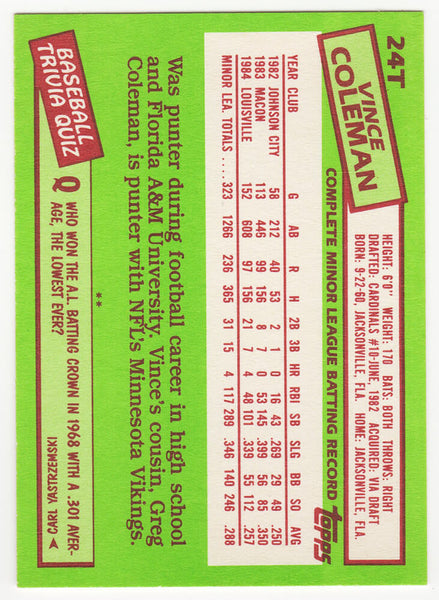 24T
VINCE
COLEMAN
HEIGHT: 6'0" WEIGHT: 170 BATS: BOTH THROWS: RIGHT
DRAFTED: CARDINALS #10-JUNE, 1982 ACQUIRED: VIA DRAFT
BORN: 9-22-60, JACKSONVILLE, FLA. HOME: JACKSONVILLE, FLA.
COMPLETE MINOR LEAGUE BATTING RECORD topps
YEAR CLUB G AB R H 2B 3B HR RBI SB SLG BB SO AVG
1982 JOHNSON CITY 58 212 40 53 2 1 0 16 43 .269 29 49 .250
1983 MACON 113 446 99 156 8 7 0 53 145 .399 56 85 .350
1984 LOUISVILLE 152 608 97 156 21 7 4 48 101 .339 55 112 .257
MINOR LEA. TOTALS ..... 323 1266 236 365 31 15 4 117 289 .346 140 246 .288
Was punter during football career in high school
and Florida A&M University. Vince's cousin, Greg
Coleman, is punter with NFL's Minnesota Vikings.
**
BASEBALL
TRIVIA QUIZ
Q WHO WON THE A.L. BATTING CROWN IN 1968 WITH A .301 AVER-
AGE, THE LOWEST EVER?
CARL YASTRZEMSKI A